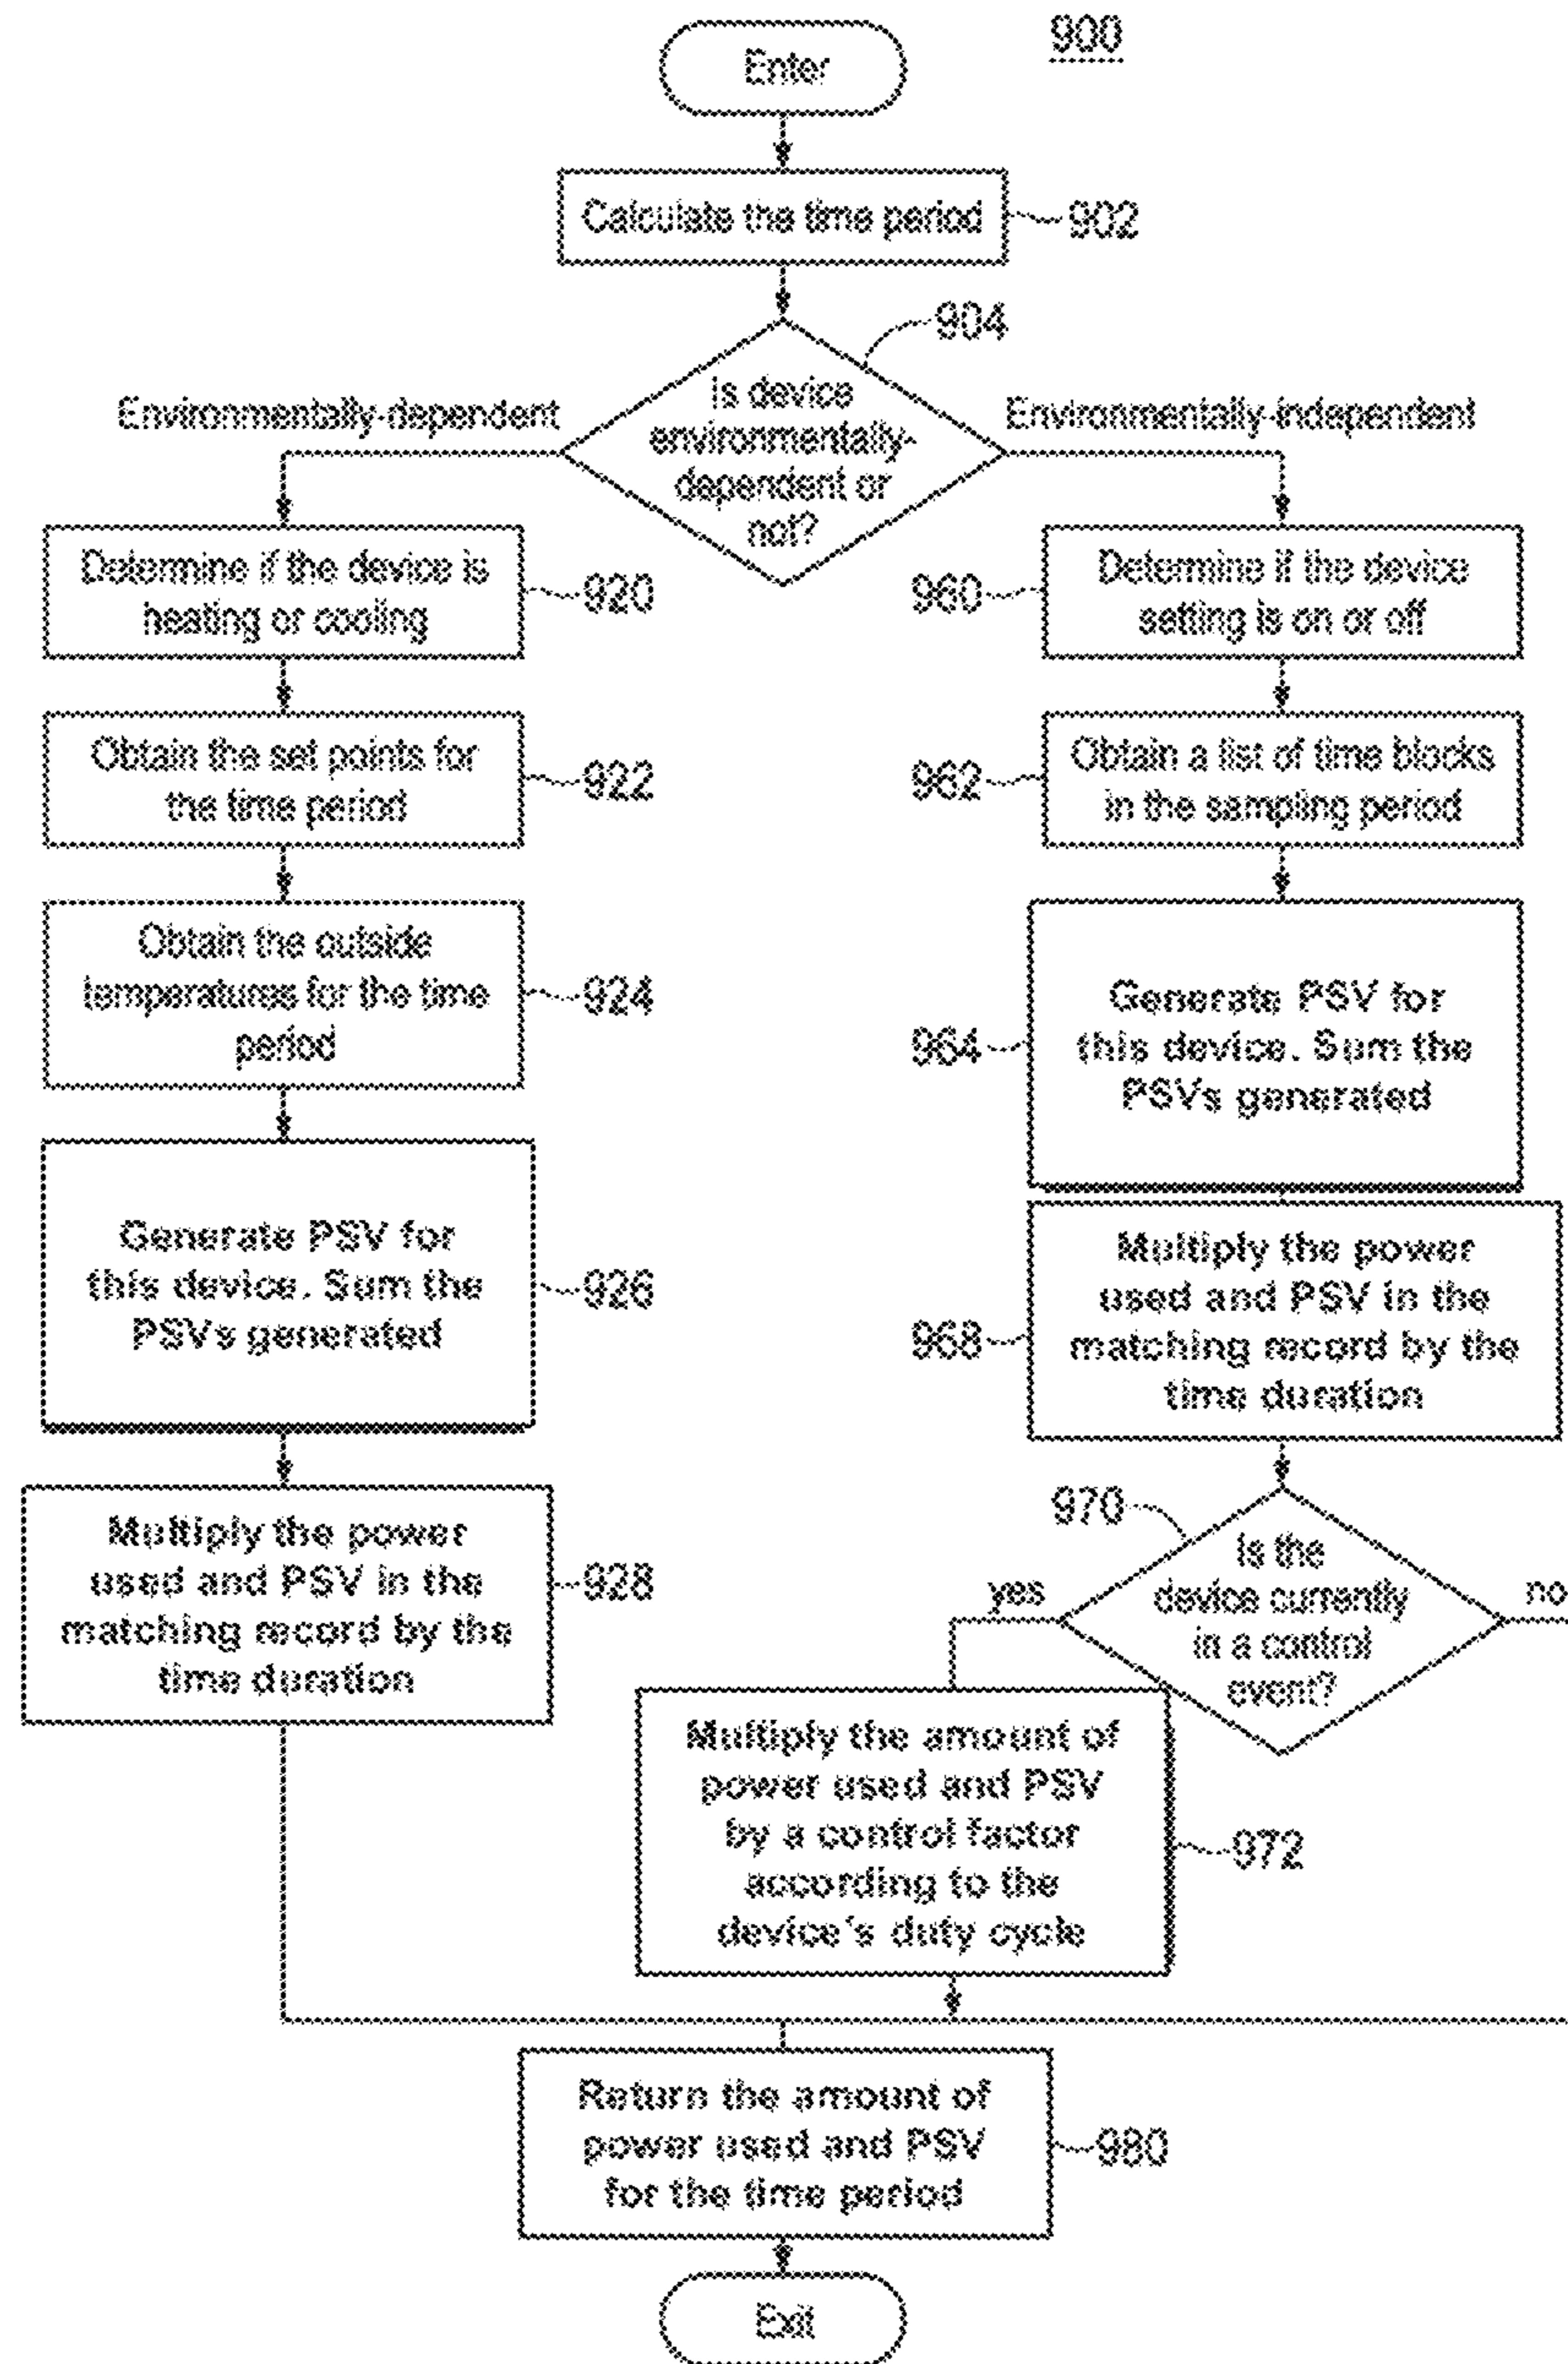 900
Enter
Calculate the time period
902
904
Is device
environmentally-
dependent or
not?
Environmentally-dependent
Environmentally-independent
Determine if the device is
heating or cooling
920
Obtain the set points for
the time period
922
Obtain the outside
temperatures for the time
period
924
Generate PSV for
this device. Sum the
PSVs generated
926
Multiply the power
used and PSV in the
matching record by the
time duration
928
960
Determine if the device
setting is on or off
962
Obtain a list of time blocks
in the sampling period
964
Generate PSV for
this device. Sum the
PSVs generated
968
Multiply the power
used and PSV in the
matching record by the
time duration
970
Is the
device currently
in a control
event?
yes
no
Multiply the amount of
power used and PSV
by a control factor
according to the
device's duty cycle
972
Return the amount of
power used and PSV
for the time period
980
Exit